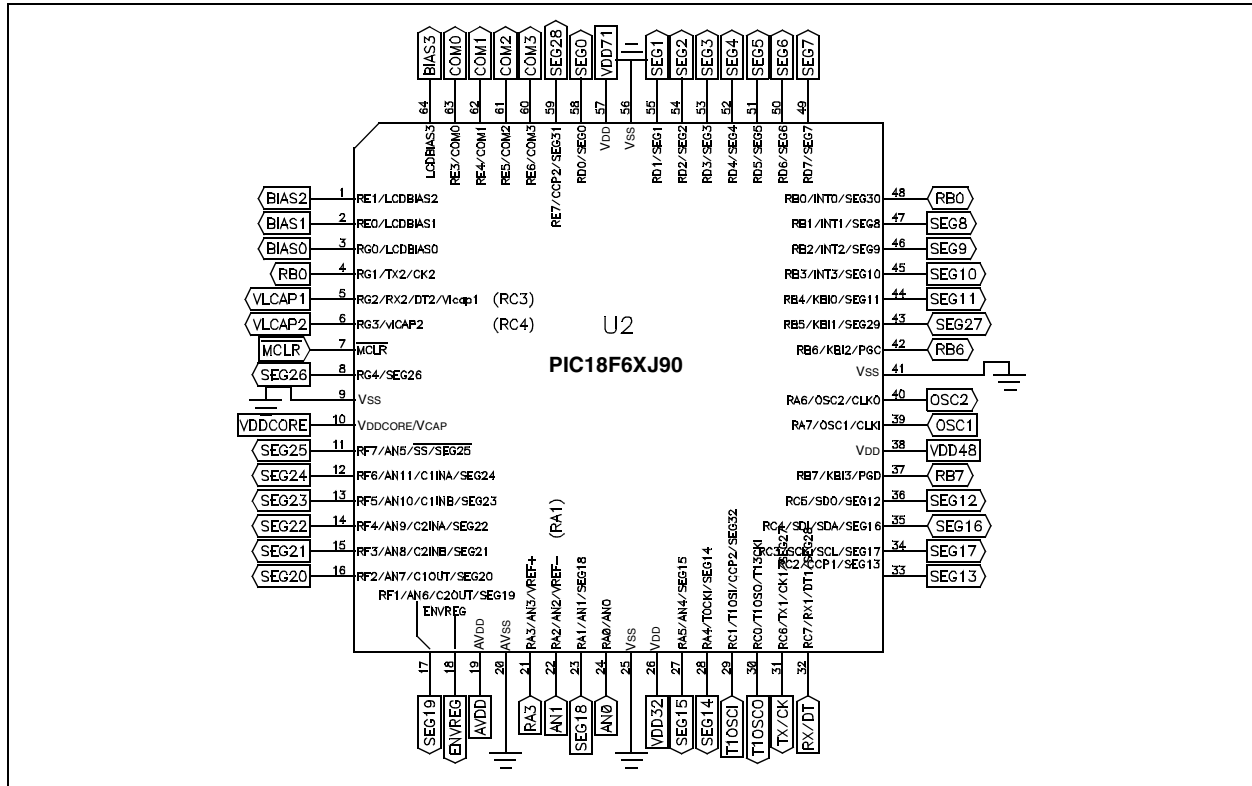 BIAS3 COM0 COM1 COM2 COM3 SEG28 SEG0 VDD71 SEG1 SEG2 SEG3 SEG4 SEG5 SEG6 SEG7
64 63 62 61 60 59 58 57 56 55 54 53 52 51 50 49
LCDBIAS3 RE3/COM0 RE4/COM1 RE5/COM2 RE6/COM3 RE7/CCP2/SEG31 RD0/SEG0 VDD VSS RD1/SEG1 RD2/SEG2 RD3/SEG3 RD4/SEG4 RD5/SEG5 RD6/SEG6 RD7/SEG7
BIAS2 1 RE1/LCDBIAS2
BIAS1 2 RE0/LCDBIAS1
BIAS0 3 RG0/LCDBIAS0
RB0 4 RG1/TX2/CK2
VLCAP1 5 RG2/RX2/DT2/Vlcap1 (RC3)
VLCAP2 6 RG3/vlCAP2 (RC4)
MCLR 7 MCLR
SEG26 8 RG4/SEG26
9 VSS
VDDCORE 10 VDDCORE/VCAP
SEG25 11 RF7/AN5/SS/SEG25
SEG24 12 RF6/AN11/C1INA/SEG24
SEG23 13 RF5/AN10/C1INB/SEG23
SEG22 14 RF4/AN9/C2INA/SEG22
SEG21 15 RF3/AN8/C2INB/SEG21
SEG20 16 RF2/AN7/C1OUT/SEG20
U2
PIC18F6XJ90
RB0/INT0/SEG30 48 RB0
RB1/INT1/SEG8 47 SEG8
RB2/INT2/SEG9 46 SEG9
RB3/INT3/SEG10 45 SEG10
RB4/KBI0/SEG11 44 SEG11
RB5/KBI1/SEG29 43 SEG27
RB6/KBI2/PGC 42 RB6
VSS 41
RA6/OSC2/CLKO 40 OSC2
RA7/OSC1/CLKI 39 OSC1
VDD 38 VDD48
RB7/KBI3/PGD 37 RB7
RC5/SDO/SEG12 36 SEG12
RC4/SDI/SDA/SEG16 35 SEG16
RC3/SCK/SCL/SEG17 34 SEG17
RC2/CCP1/SEG13 33 SEG13
(RA1)
RF1/AN6/C2OUT/SEG19 ENVREG AVDD AVSS RA3/AN3/VREF+ RA2/AN2/VREF- RA1/AN1/SEG18 RA0/AN0 VSS VDD RA5/AN4/SEG15 RA4/TOCKI/SEG14 RC1/T1OSI/CCP2/SEG32 RC0/T1OSO/T13CKI RC6/TX1/CK1/SEG27 RC7/RX1/DT1/SEG28
17 18 19 20 21 22 23 24 25 26 27 28 29 30 31 32
SEG19 ENVREG AVDD RA3 AN1 SEG18 AN0 VDD32 SEG15 SEG14 T1OSCI T1OSCO TX/CK RX/DT